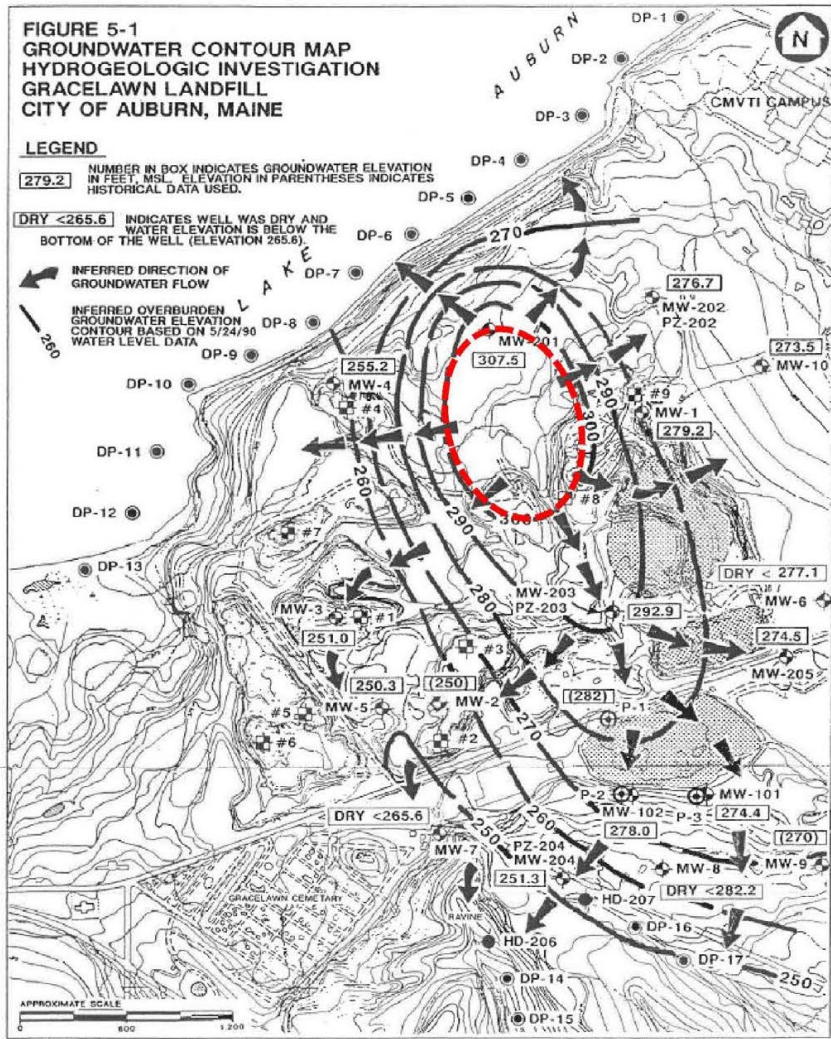 FIGURE 5-1
GROUNDWATER CONTOUR MAP
HYDROGEOLOGIC INVESTIGATION
GRACELAWN LANDFILL
CITY OF AUBURN, MAINE
LEGEND
279.2
NUMBER IN BOX INDICATES GROUNDWATER ELEVATION
IN FEET, MSL. ELEVATION IN PARENTHESES INDICATES
HISTORICAL DATA USED.
DRY <265.6
INDICATES WELL WAS DRY AND
WATER ELEVATION IS BELOW THE
BOTTOM OF THE WELL (ELEVATION 265.6).
INFERRED DIRECTION OF
GROUNDWATER FLOW
260
INFERRED OVERBURDEN
GROUNDWATER ELEVATION
CONTOUR BASED ON 5/24/90
WATER LEVEL DATA
N
AUBURN
LAKE
CMVTI CAMPUS
DP-1
DP-2
DP-3
DP-4
DP-5
DP-6
DP-7
DP-8
DP-9
DP-10
DP-11
DP-12
DP-13
270
276.7
MW-202
PZ-202
MW-201
307.5
273.5
MW-10
255.2
MW-4
#4
290
#9
MW-1
279.2
300
260
#8
300
290
#7
DRY < 277.1
MW-203
PZ-203
292.9
MW-6
MW-3
#1
251.0
280
274.5
#3
MW-205
(250)
250.3
(282)
MW-5
MW-2
P-1
#5
#6
#2
270
P-2
MW-101
P-3
MW-102
274.4
278.0
DRY <265.6
260
250
(270)
MW-7
PZ-204
MW-204
MW-8
MW-9
251.3
DRY <282.2
GRACELAWN CEMETARY
RAVINE
HD-207
HD-206
DP-16
DP-17
250
DP-14
DP-15
APPROXIMATE SCALE
0
600
1,200